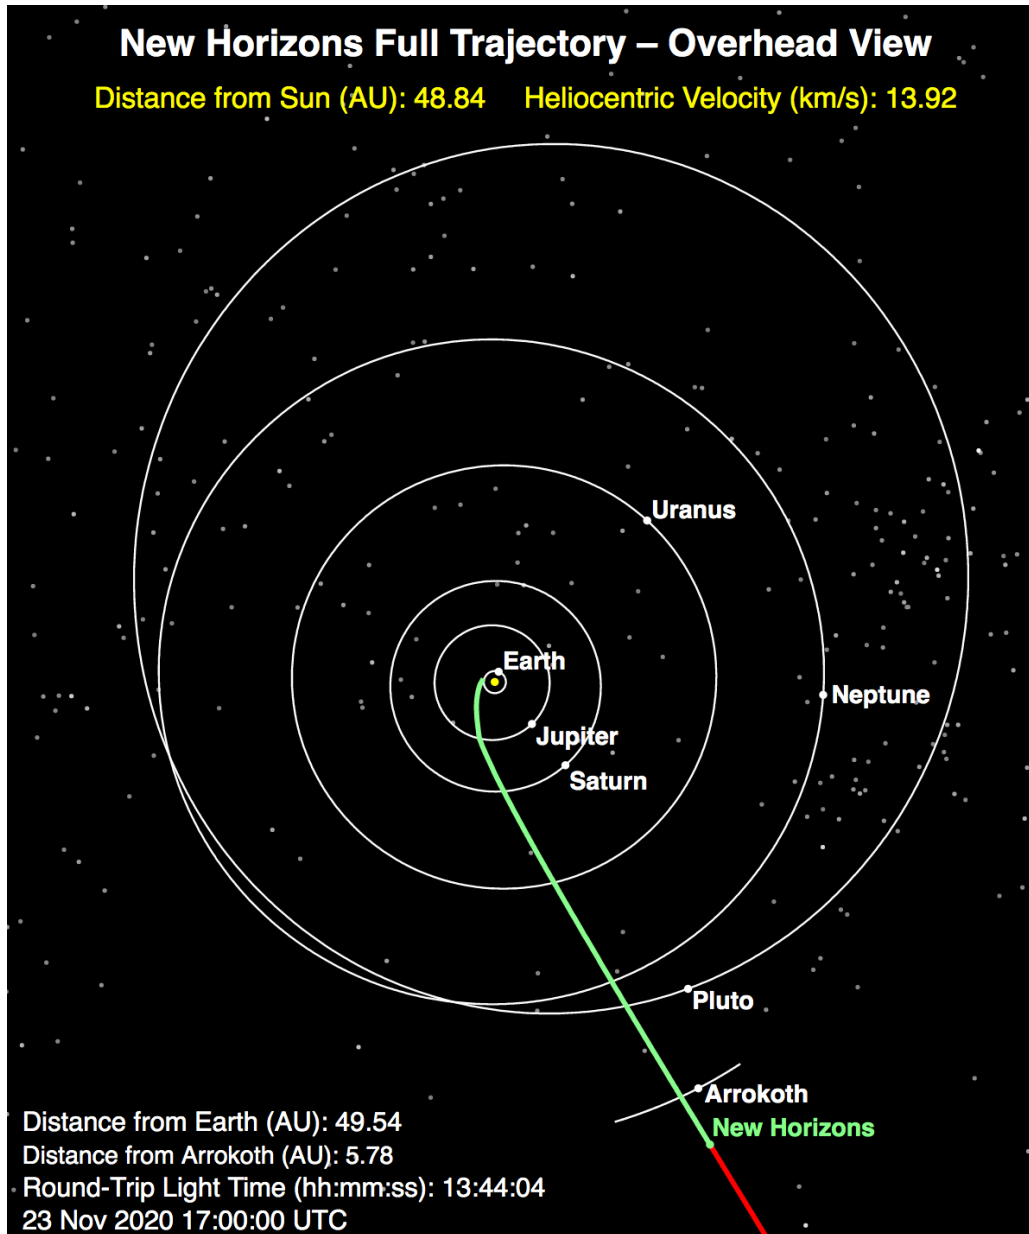 New Horizons Full Trajectory – Overhead View
Distance from Sun (AU): 48.84 Heliocentric Velocity (km/s): 13.92
Uranus
Earth
Neptune
Jupiter
Saturn
Pluto
Arrokoth
New Horizons
Distance from Earth (AU): 49.54
Distance from Arrokoth (AU): 5.78
Round-Trip Light Time (hh:mm:ss): 13:44:04
23 Nov 2020 17:00:00 UTC